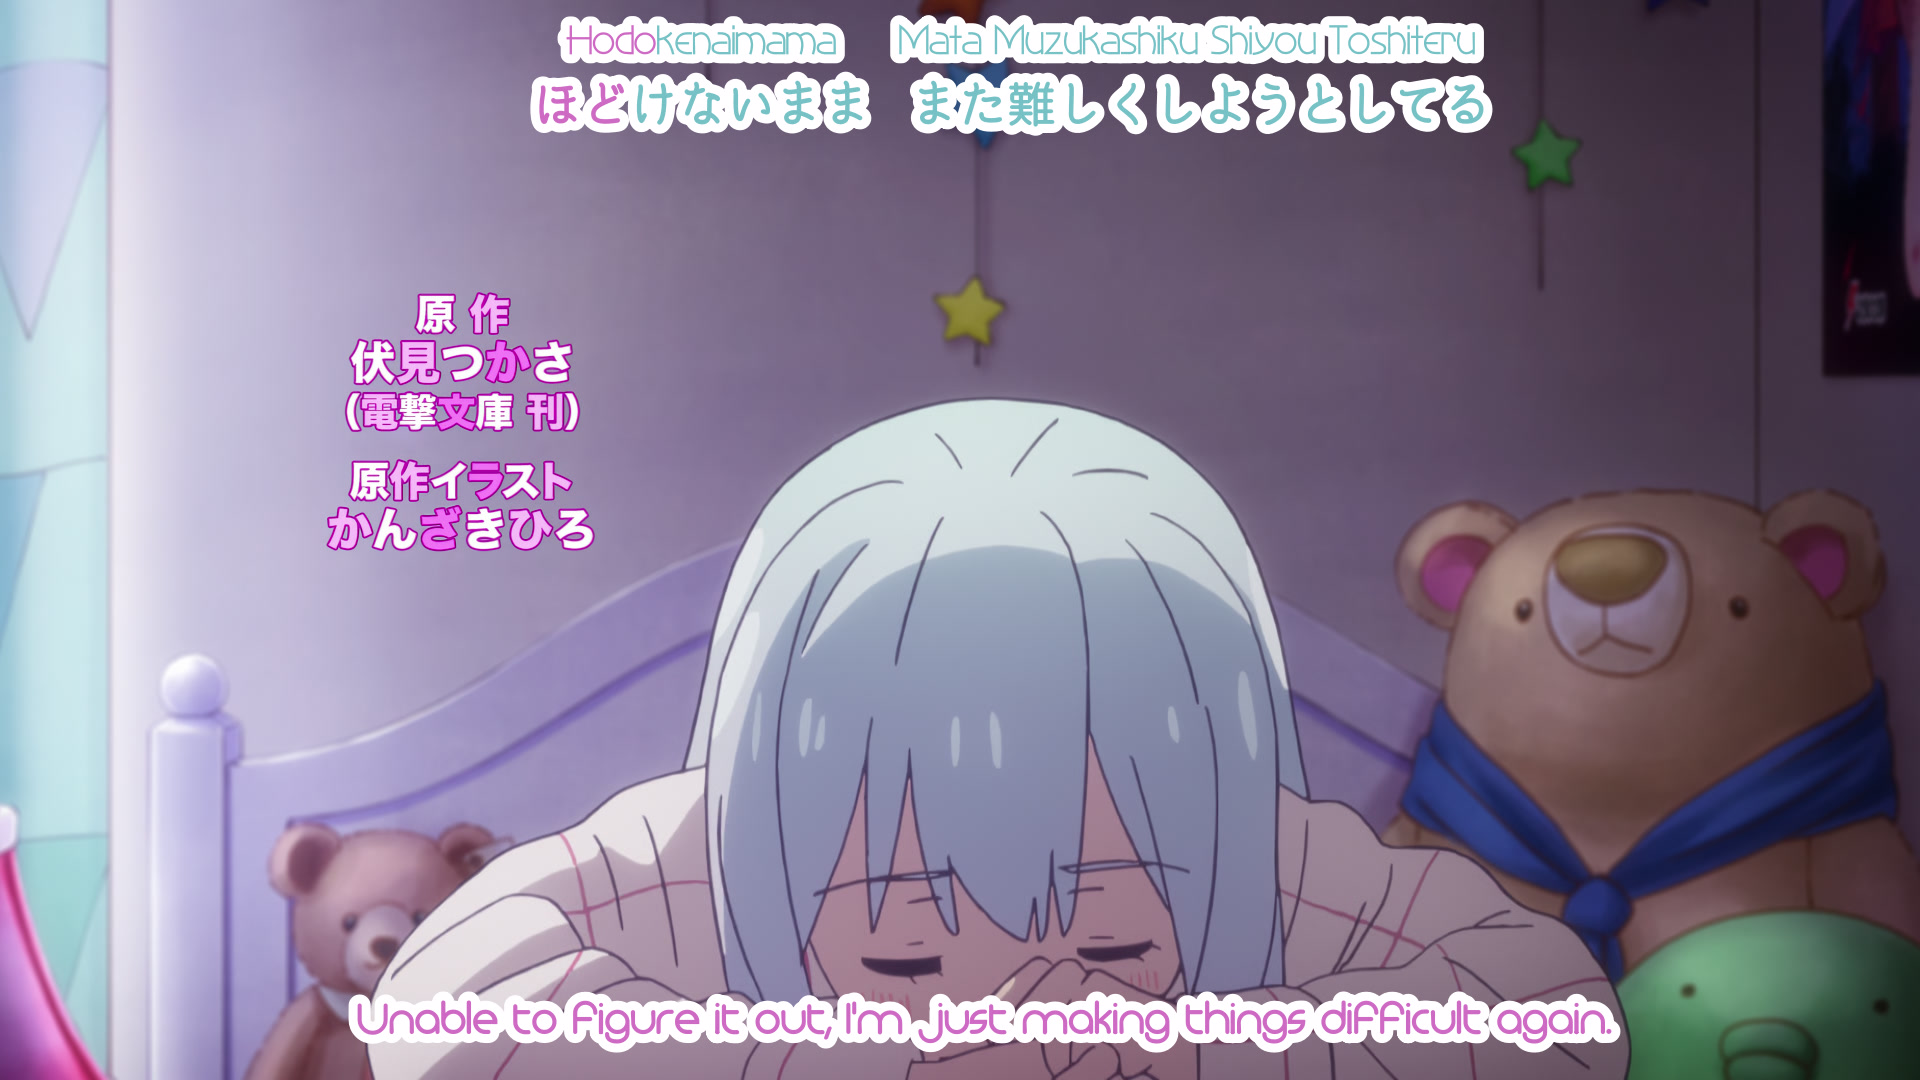 Hodokenaimama Mata Muzukashiku Shiyou Toshiteru
ほどけないまま また難しくしようとしてる
原作
伏見つかさ
(電撃文庫 刊)
原作イラスト
かんざきひろ
Unable to figure it out, I'm just making things difficult again.